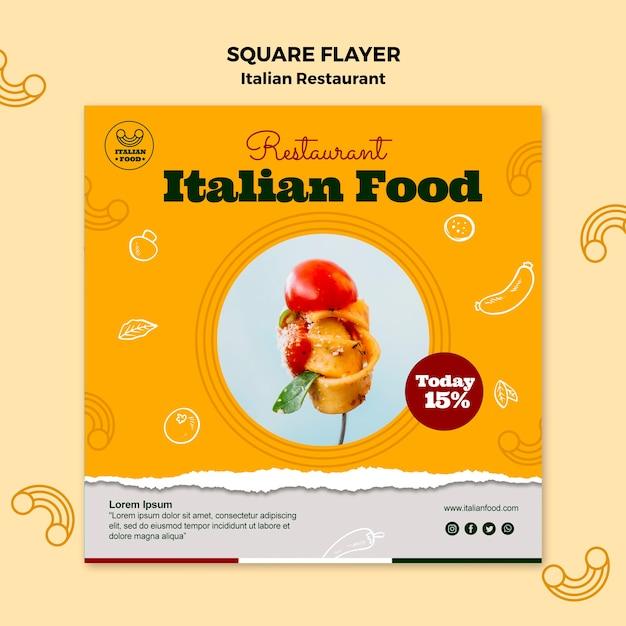 SQUARE FLAYER
Italian Restaurant
ITALIAN
•FOOD•
Restaurant
Italian Food
Today
15%
Lorem Ipsum
"Lorem ipsum dolor sit amet, consectetur adipiscing
elit, sed do eiusmod tempor incididunt ut labore et dolore
magna aliqua"
www.italianfood.com